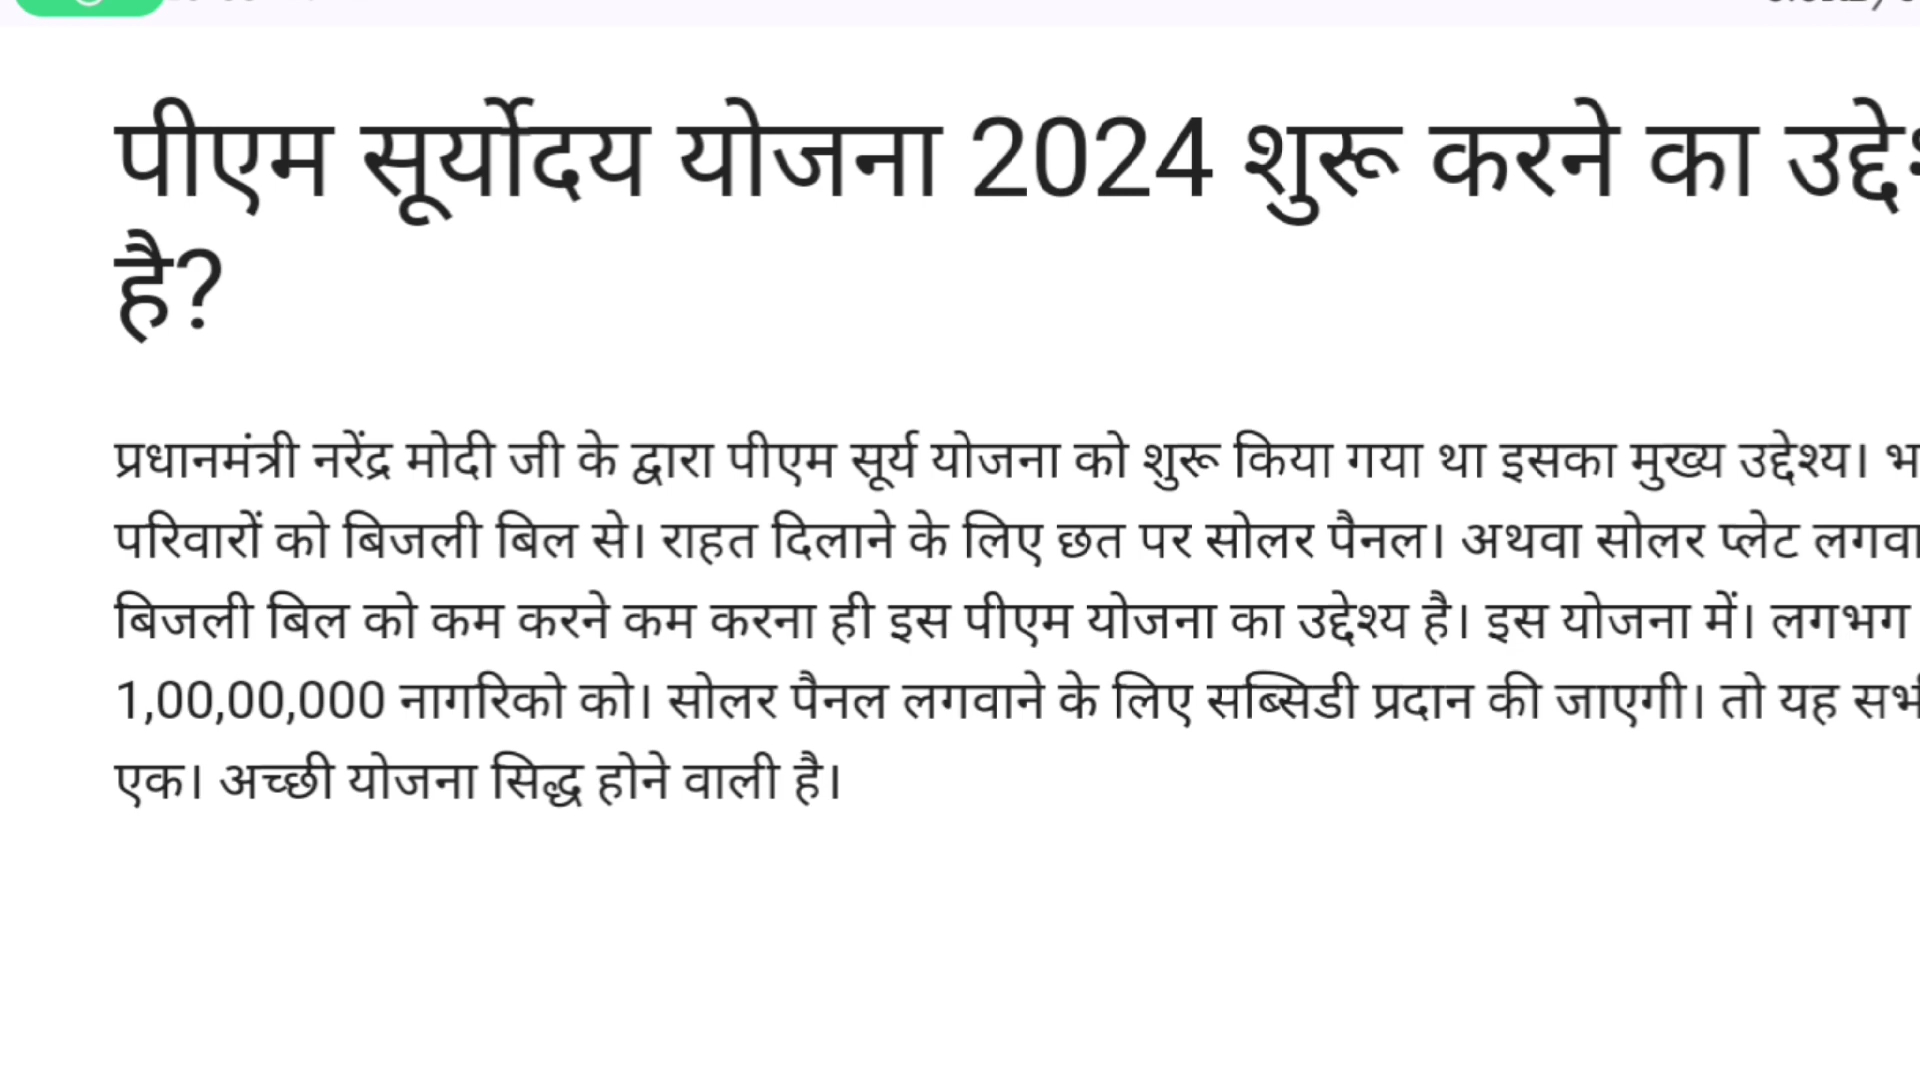 पीएम सूर्योदय योजना 2024 शुरू करने का
है?
प्रधानमंत्री नरेंद्र मोदी जी के द्वारा पीएम सूर्य योजना को शुरू किया गया था इसका मुख्य उद्देश्य।
परिवारों को बिजली बिल से। राहत दिलाने के लिए छत पर सोलर पैनल। अथवा सोलर प्लेट
बिजली बिल को कम करने कम करना ही इस पीएम योजना का उद्देश्य है। इस योजना में। लगभग
1,00,00,000 नागरिको को। सोलर पैनल लगवाने के लिए सब्सिडी प्रदान की जाएगी। तो यह
एक। अच्छी योजना सिद्ध होने वाली है।